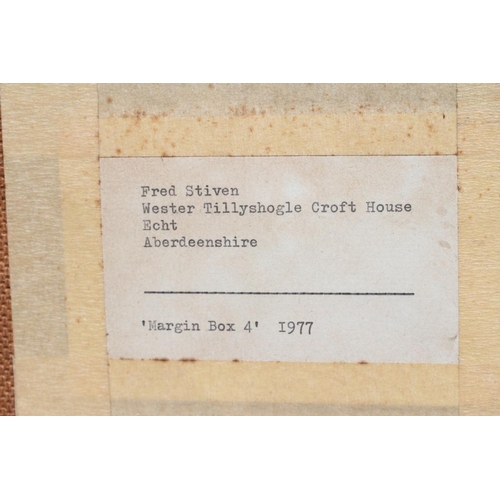 Fred Stiven
Wester Tillyshogle Croft House
Echt
Aberdeenshire
'Margin Box 4' 1977